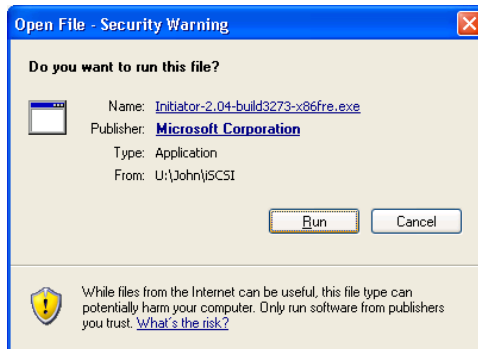 Open File - Security Warning
Do you want to run this file?
Name: Initiator-2.04-build3273-x86fre.exe
Publisher: Microsoft Corporation
Type: Application
From: U:\John\iSCSI
Run Cancel
While files from the Internet can be useful, this file type can
potentially harm your computer. Only run software from publishers
you trust. What's the risk?